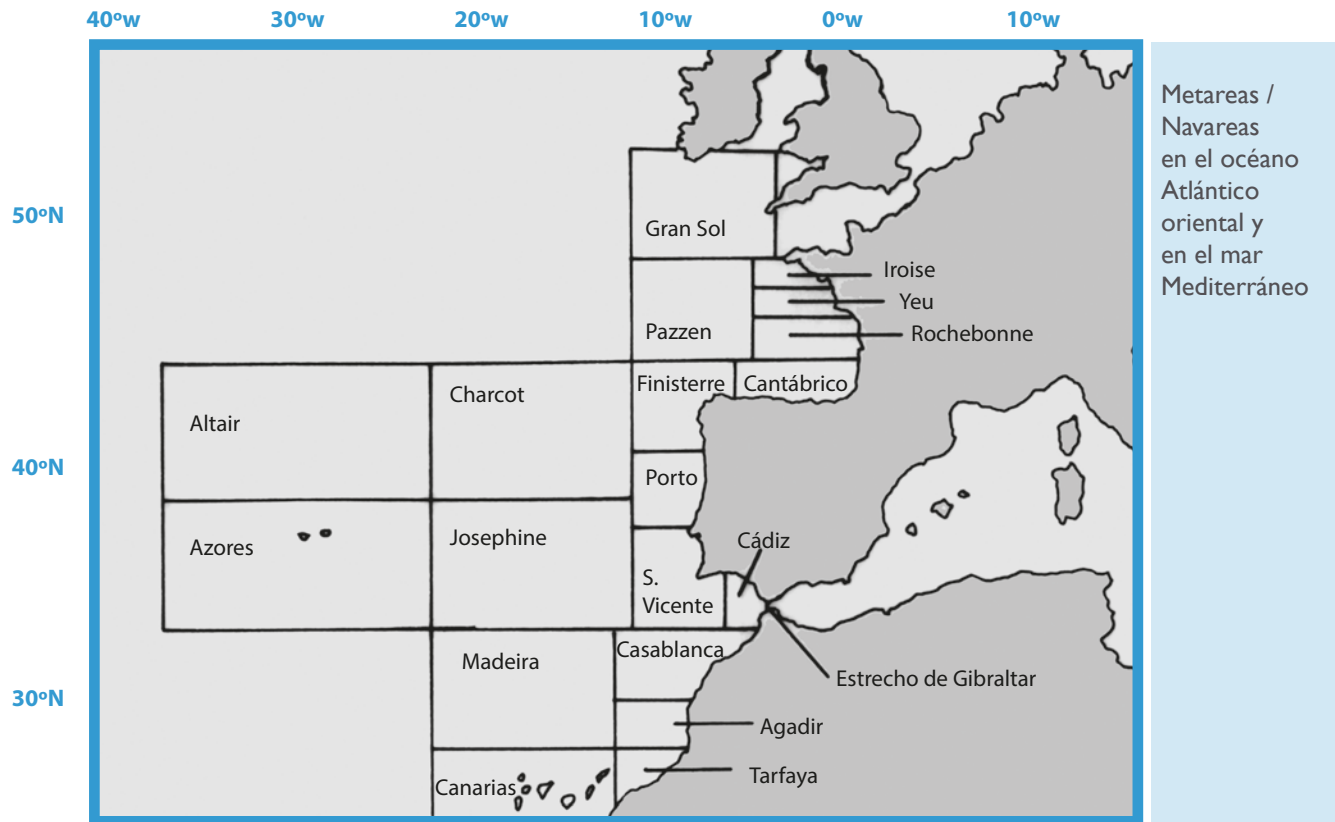 40ºw 30ºw 20ºw 10ºw 0ºw 10ºw
50ºN
40ºN
30ºN
Gran Sol
Iroise
Yeu
Pazzen
Rochebonne
Finisterre
Cantábrico
Charcot
Altair
Porto
Azores
Josephine
Cádiz
S.
Vicente
Casablanca
Madeira
Estrecho de Gibraltar
Agadir
Tarfaya
Canarias
Metareas /
Navareas
en el océano
Atlántico
oriental y
en el mar
Mediterráneo